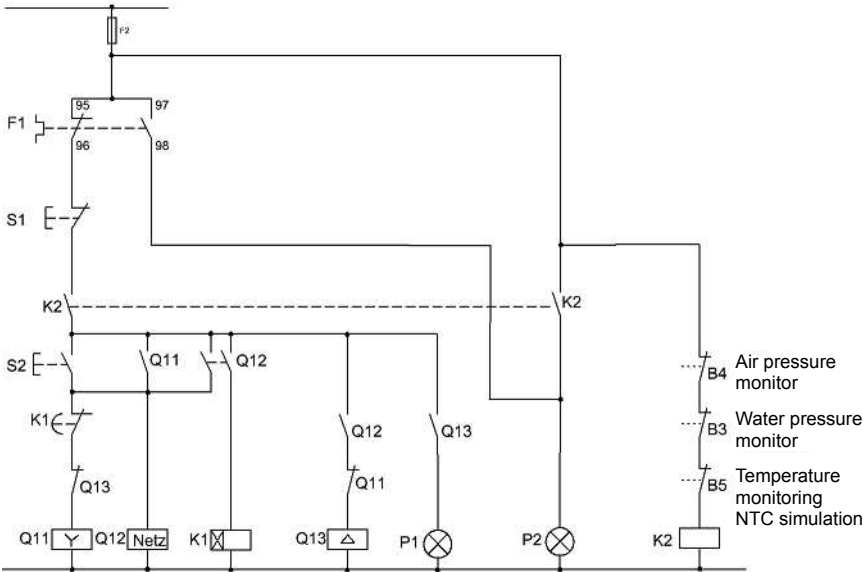 F2
95 97
F1
96 98
S1
K2 K2
S2 Q11 Q12
B4 Air pressure
monitor
K1 Q12 Q13
B3 Water pressure
monitor
Q13 Q11
B5 Temperature
monitoring
NTC simulation
Q11 Y Q12 Netz K1 Q13 Δ P1 P2 K2